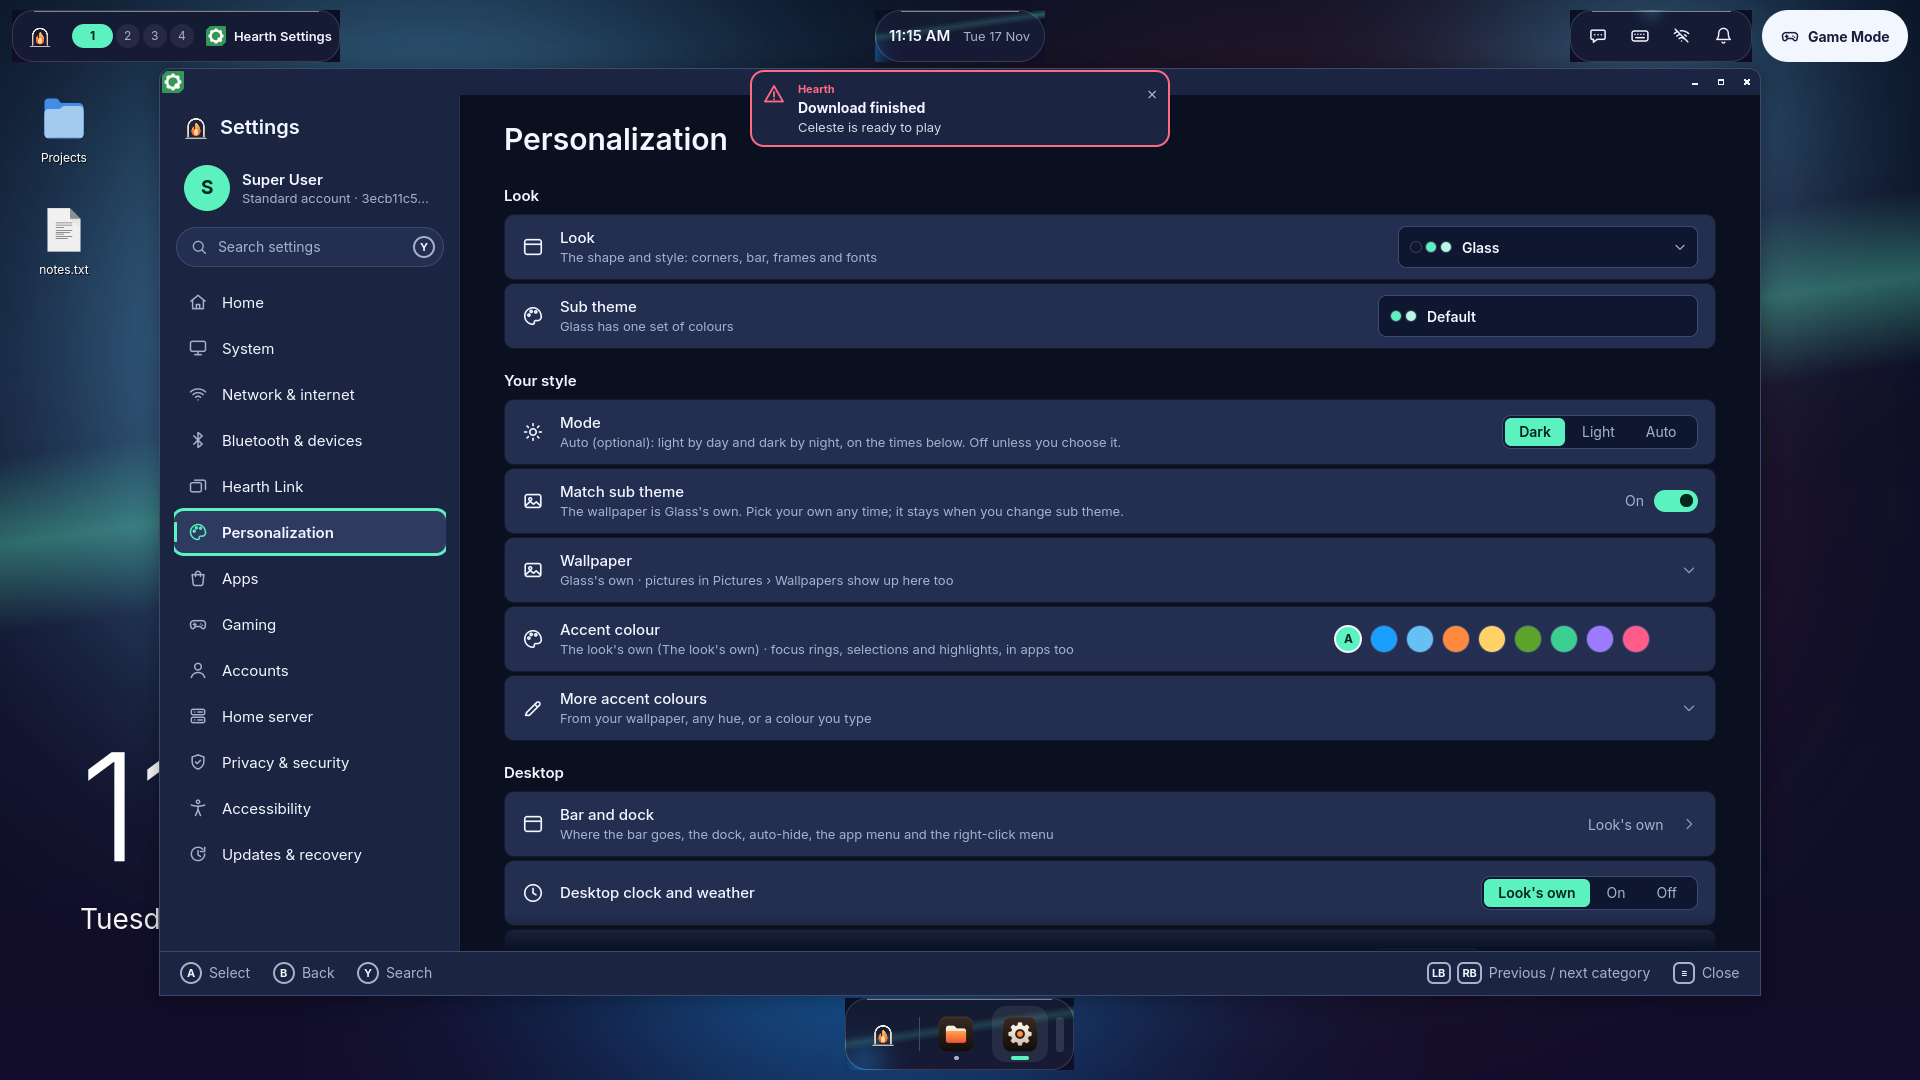 1 2 3 4 Hearth Settings
11:15 AM Tue 17 Nov
Game Mode
Projects
notes.txt
11
Tuesd
Hearth
Download finished
Celeste is ready to play
Settings
S
Super User
Standard account · 3ecb11c5...
Search settings Y
Home
System
Network & internet
Bluetooth & devices
Hearth Link
Personalization
Apps
Gaming
Accounts
Home server
Privacy & security
Accessibility
Updates & recovery
Personalization
Look
Look
The shape and style: corners, bar, frames and fonts
Glass
Sub theme
Glass has one set of colours
Default
Your style
Mode
Auto (optional): light by day and dark by night, on the times below. Off unless you choose it.
Dark Light Auto
Match sub theme
The wallpaper is Glass's own. Pick your own any time; it stays when you change sub theme.
On
Wallpaper
Glass's own · pictures in Pictures › Wallpapers show up here too
Accent colour
The look's own (The look's own) · focus rings, selections and highlights, in apps too
A
More accent colours
From your wallpaper, any hue, or a colour you type
Desktop
Bar and dock
Where the bar goes, the dock, auto-hide, the app menu and the right-click menu
Look's own
Desktop clock and weather
Look's own On Off
A Select B Back Y Search
LB RB Previous / next category ≡ Close